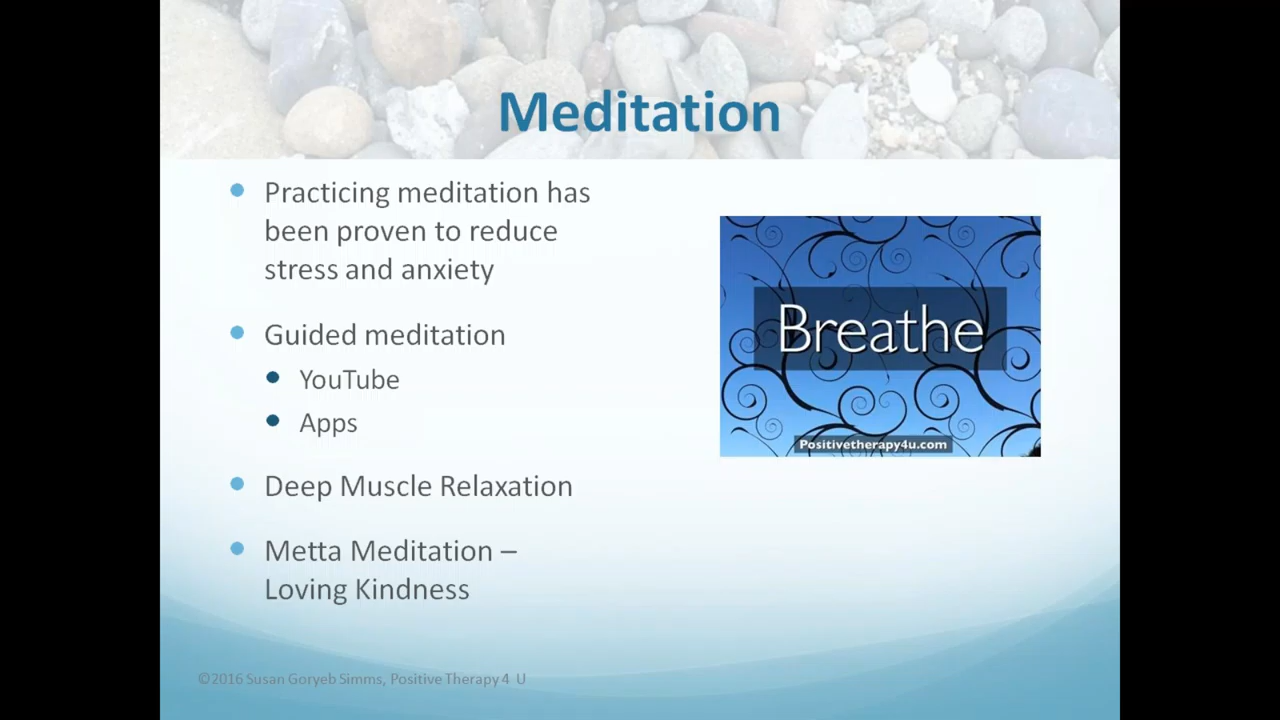 Meditation
Practicing meditation has
been proven to reduce
stress and anxiety
Guided meditation
YouTube
Apps
Deep Muscle Relaxation
Metta Meditation –
Loving Kindness
Breathe
Positivetherapy4u.com
©2016 Susan Goryeb Simms, Positive Therapy 4 U